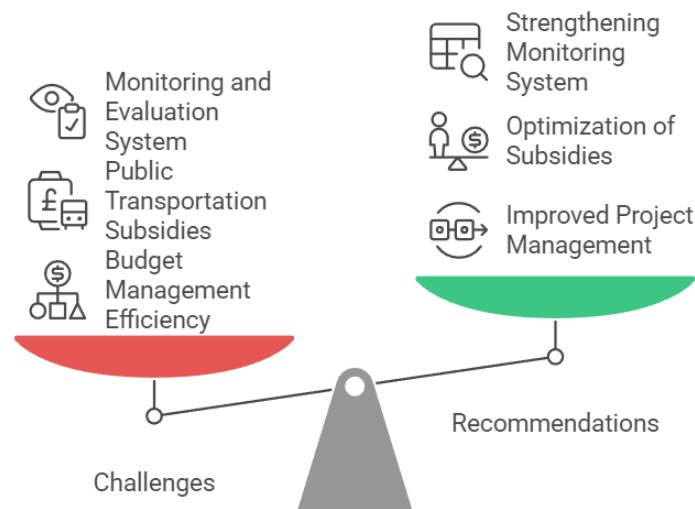 Monitoring and
Evaluation
System
Public
Transportation
Subsidies
Budget
Management
Efficiency
Challenges
Strengthening
Monitoring
System
Optimization of
Subsidies
Improved Project
Management
Recommendations